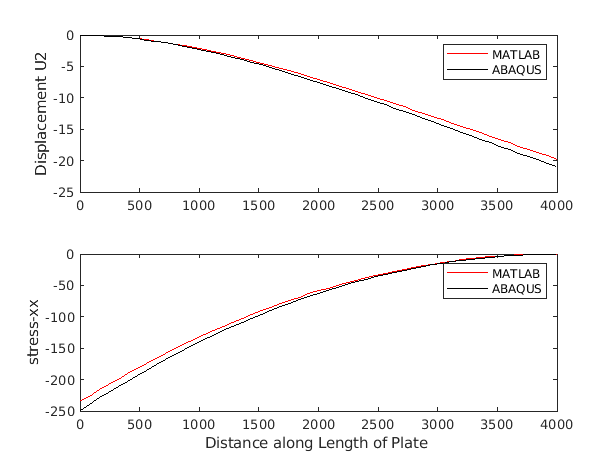 0
-5
-10
-15
-20
-25
Displacement U2
MATLAB
ABAQUS
0 500 1000 1500 2000 2500 3000 3500 4000
0
-50
-100
-150
-200
-250
stress-xx
MATLAB
ABAQUS
0 500 1000 1500 2000 2500 3000 3500 4000
Distance along Length of Plate